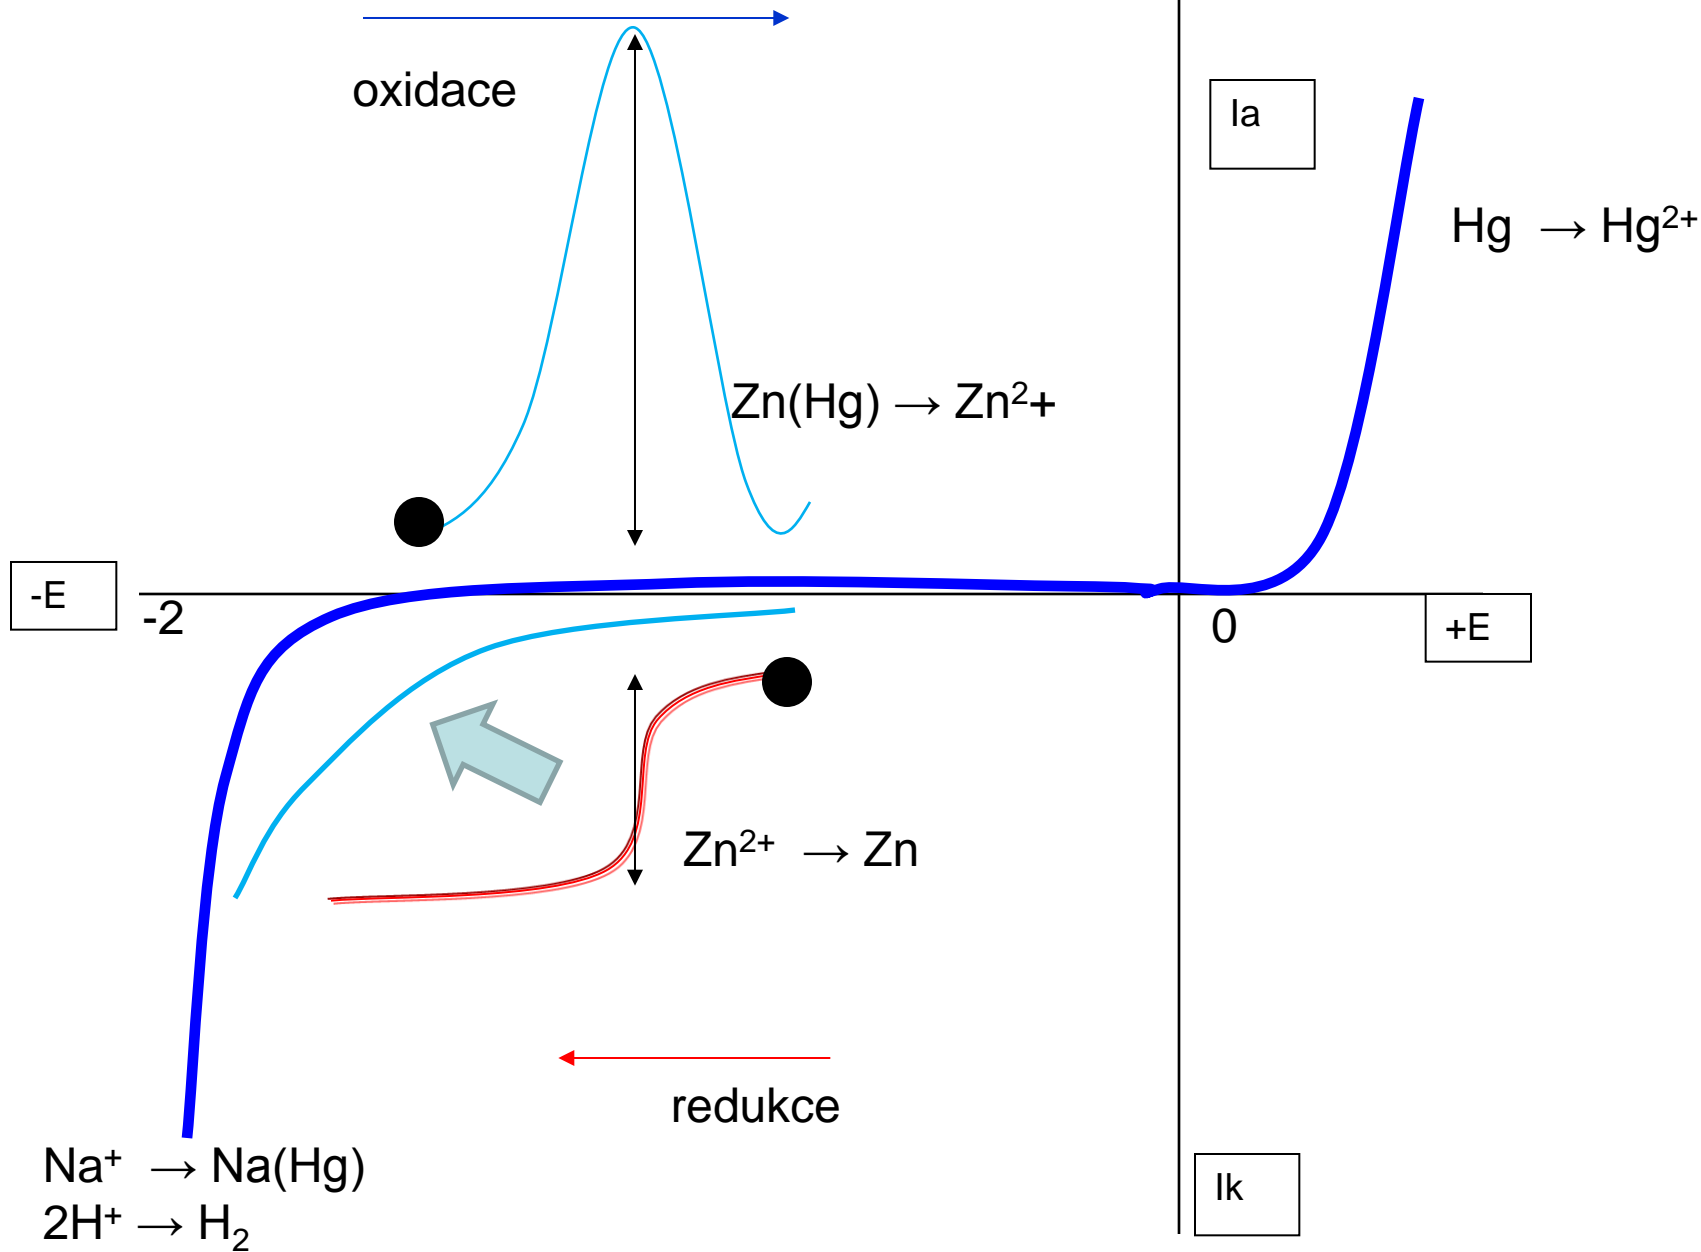 oxidace
Ia
Hg → Hg²⁺
Zn(Hg) → Zn²+
-E
-2
0
+E
Zn²⁺ → Zn
redukce
Na⁺ → Na(Hg)
Ik
2H⁺ → H₂